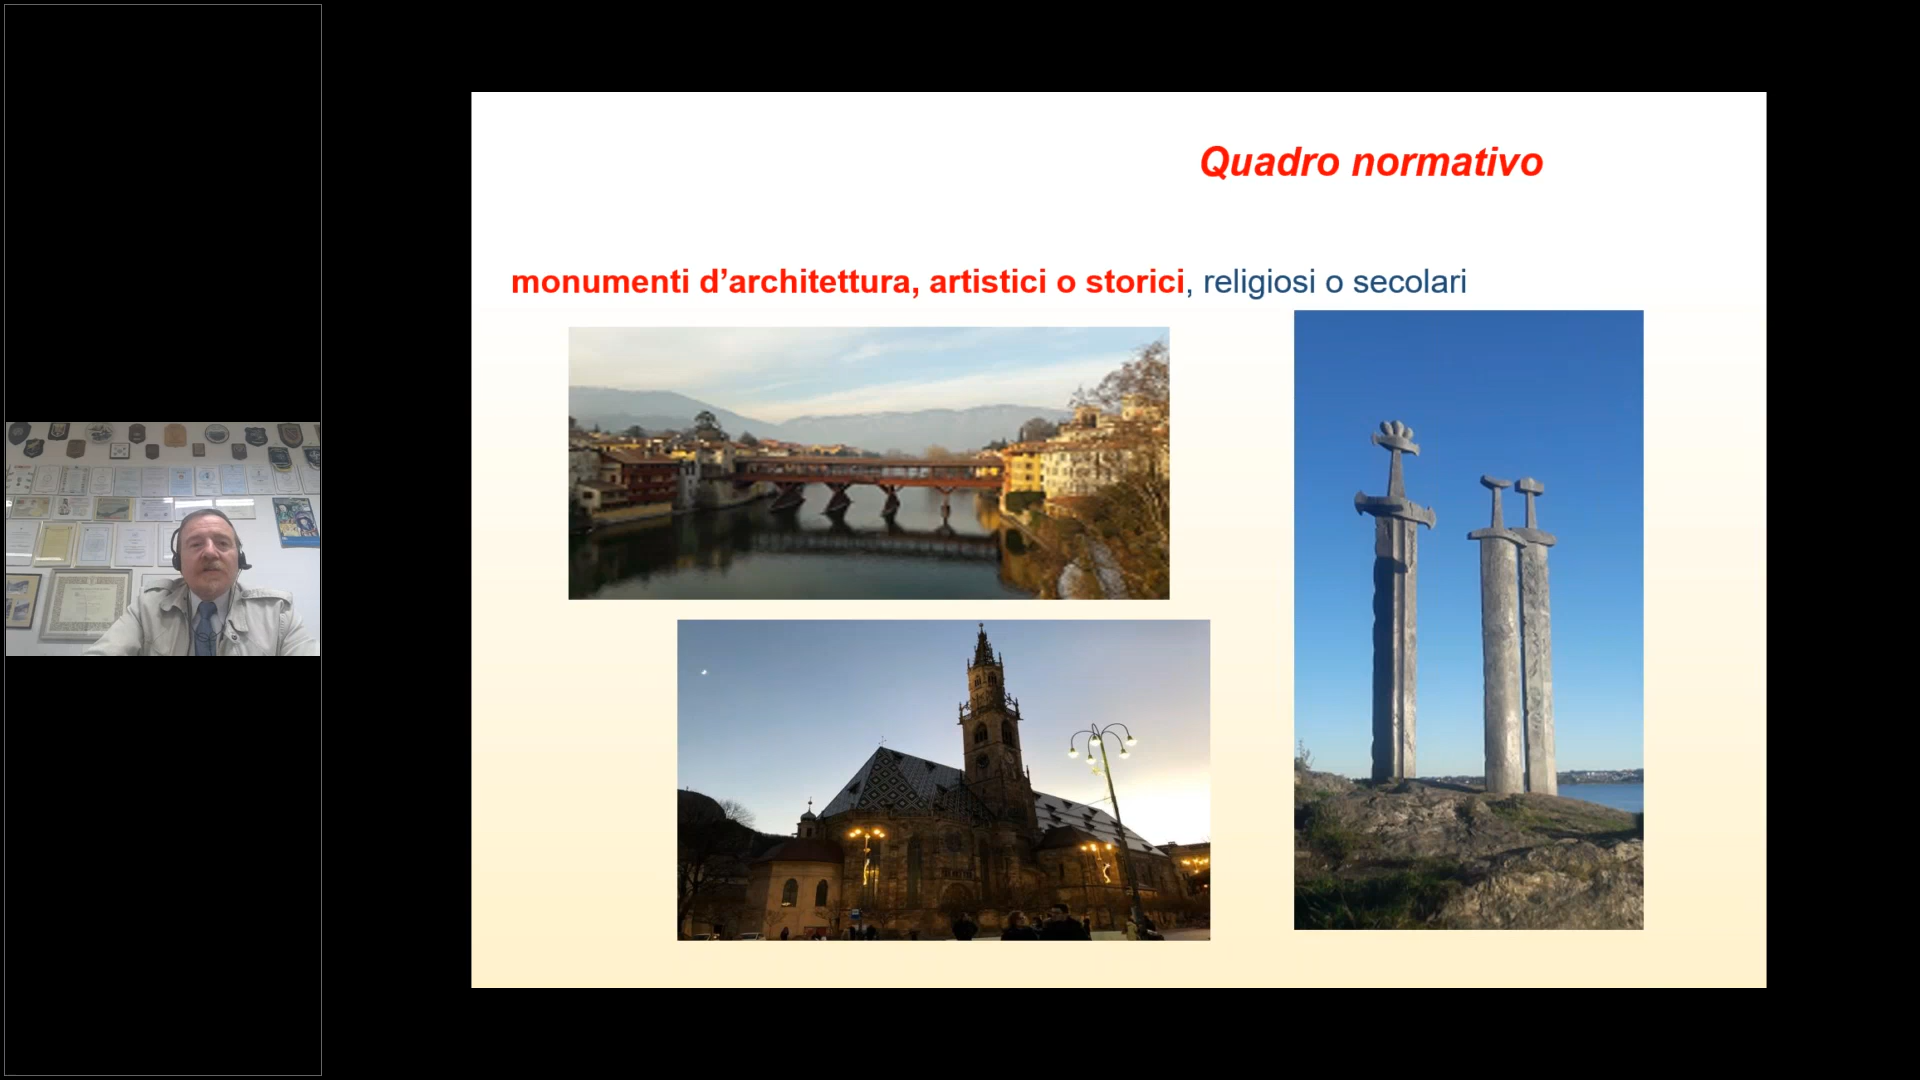 Quadro normativo
monumenti d’architettura, artistici o storici, religiosi o secolari